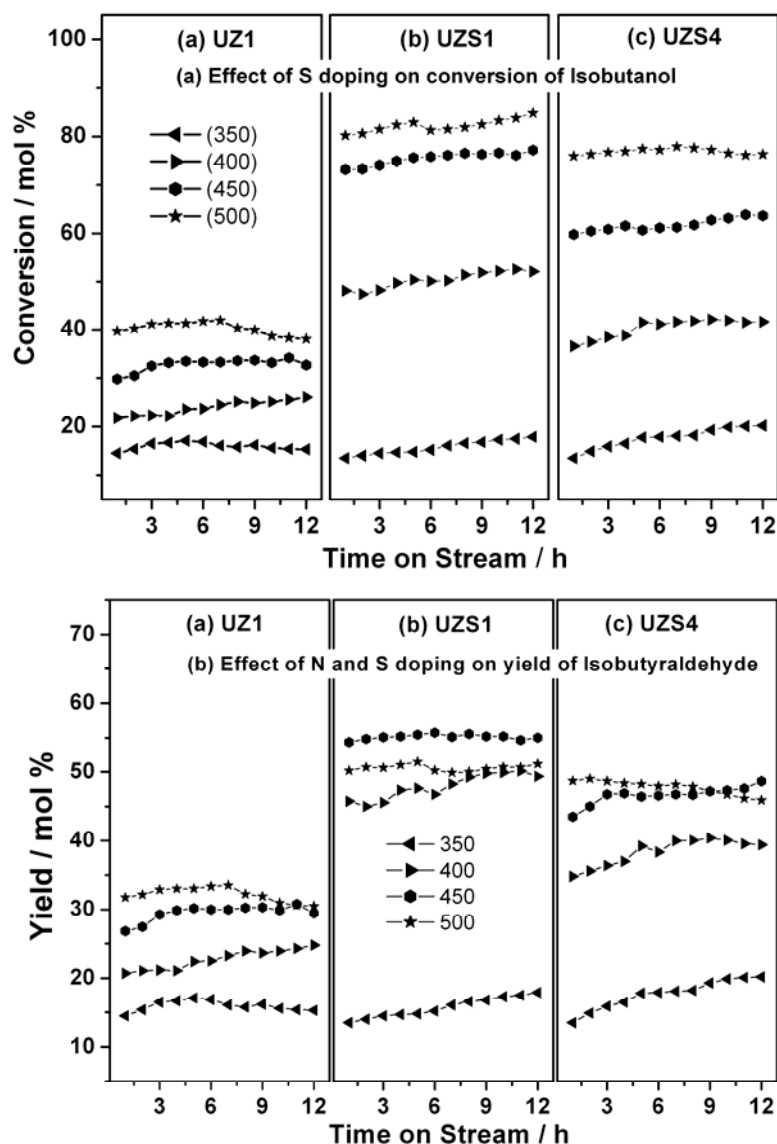 (a) UZ1 (b) UZS1 (c) UZS4
(a) Effect of S doping on conversion of Isobutanol
(350)
(400)
(450)
(500)
Conversion / mol %
100
80
60
40
20
3 6 9 12 3 6 9 12 3 6 9 12
Time on Stream / h
(a) UZ1 (b) UZS1 (c) UZS4
(b) Effect of N and S doping on yield of Isobutyraldehyde
350
400
450
500
Yield / mol %
70
60
50
40
30
20
10
3 6 9 12 3 6 9 12 3 6 9 12
Time on Stream / h